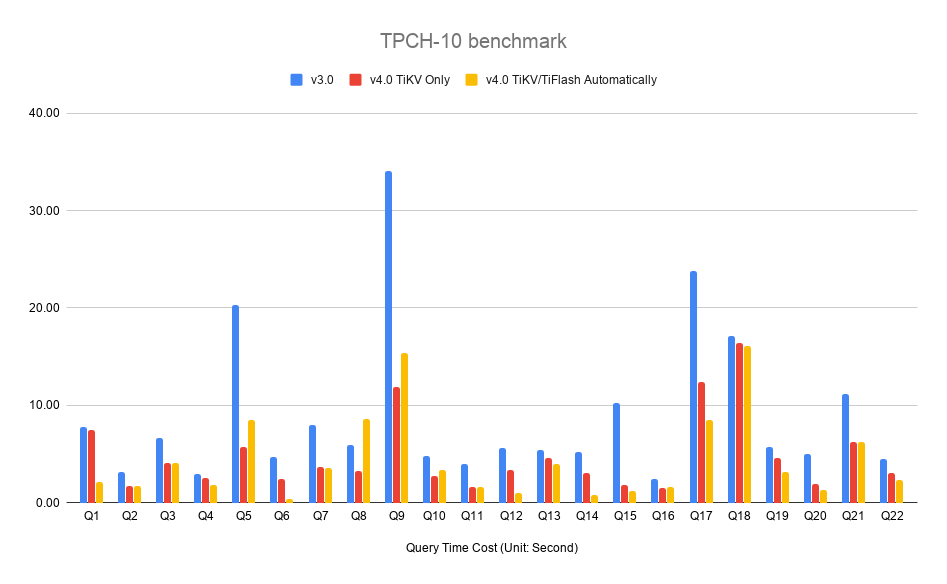 TPCH-10 benchmark
v3.0 v4.0 TiKV Only v4.0 TiKV/TiFlash Automatically
40.00
30.00
20.00
10.00
0.00
Q1 Q2 Q3 Q4 Q5 Q6 Q7 Q8 Q9 Q10 Q11 Q12 Q13 Q14 Q15 Q16 Q17 Q18 Q19 Q20 Q21 Q22
Query Time Cost (Unit: Second)